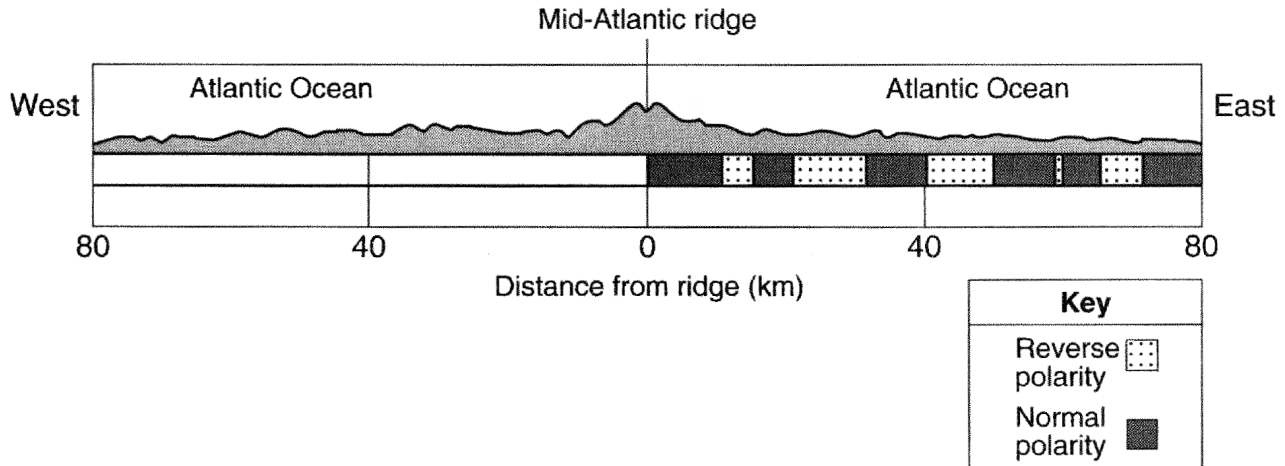 Mid-Atlantic ridge
Atlantic Ocean
Atlantic Ocean
West
East
80
40
0
40
80
Distance from ridge (km)
Key
Reverse
polarity
Normal
polarity